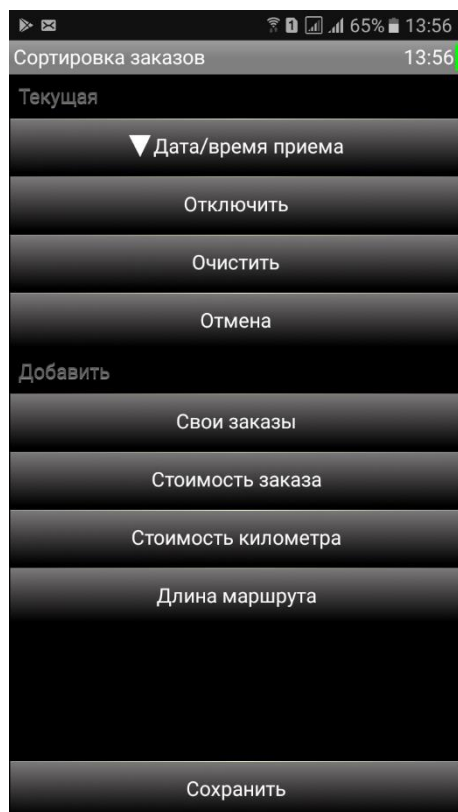 65% 13:56
Сортировка заказов 13:56
Текущая
▼Дата/время приема
Отключить
Очистить
Отмена
Добавить
Свои заказы
Стоимость заказа
Стоимость километра
Длина маршрута
Сохранить